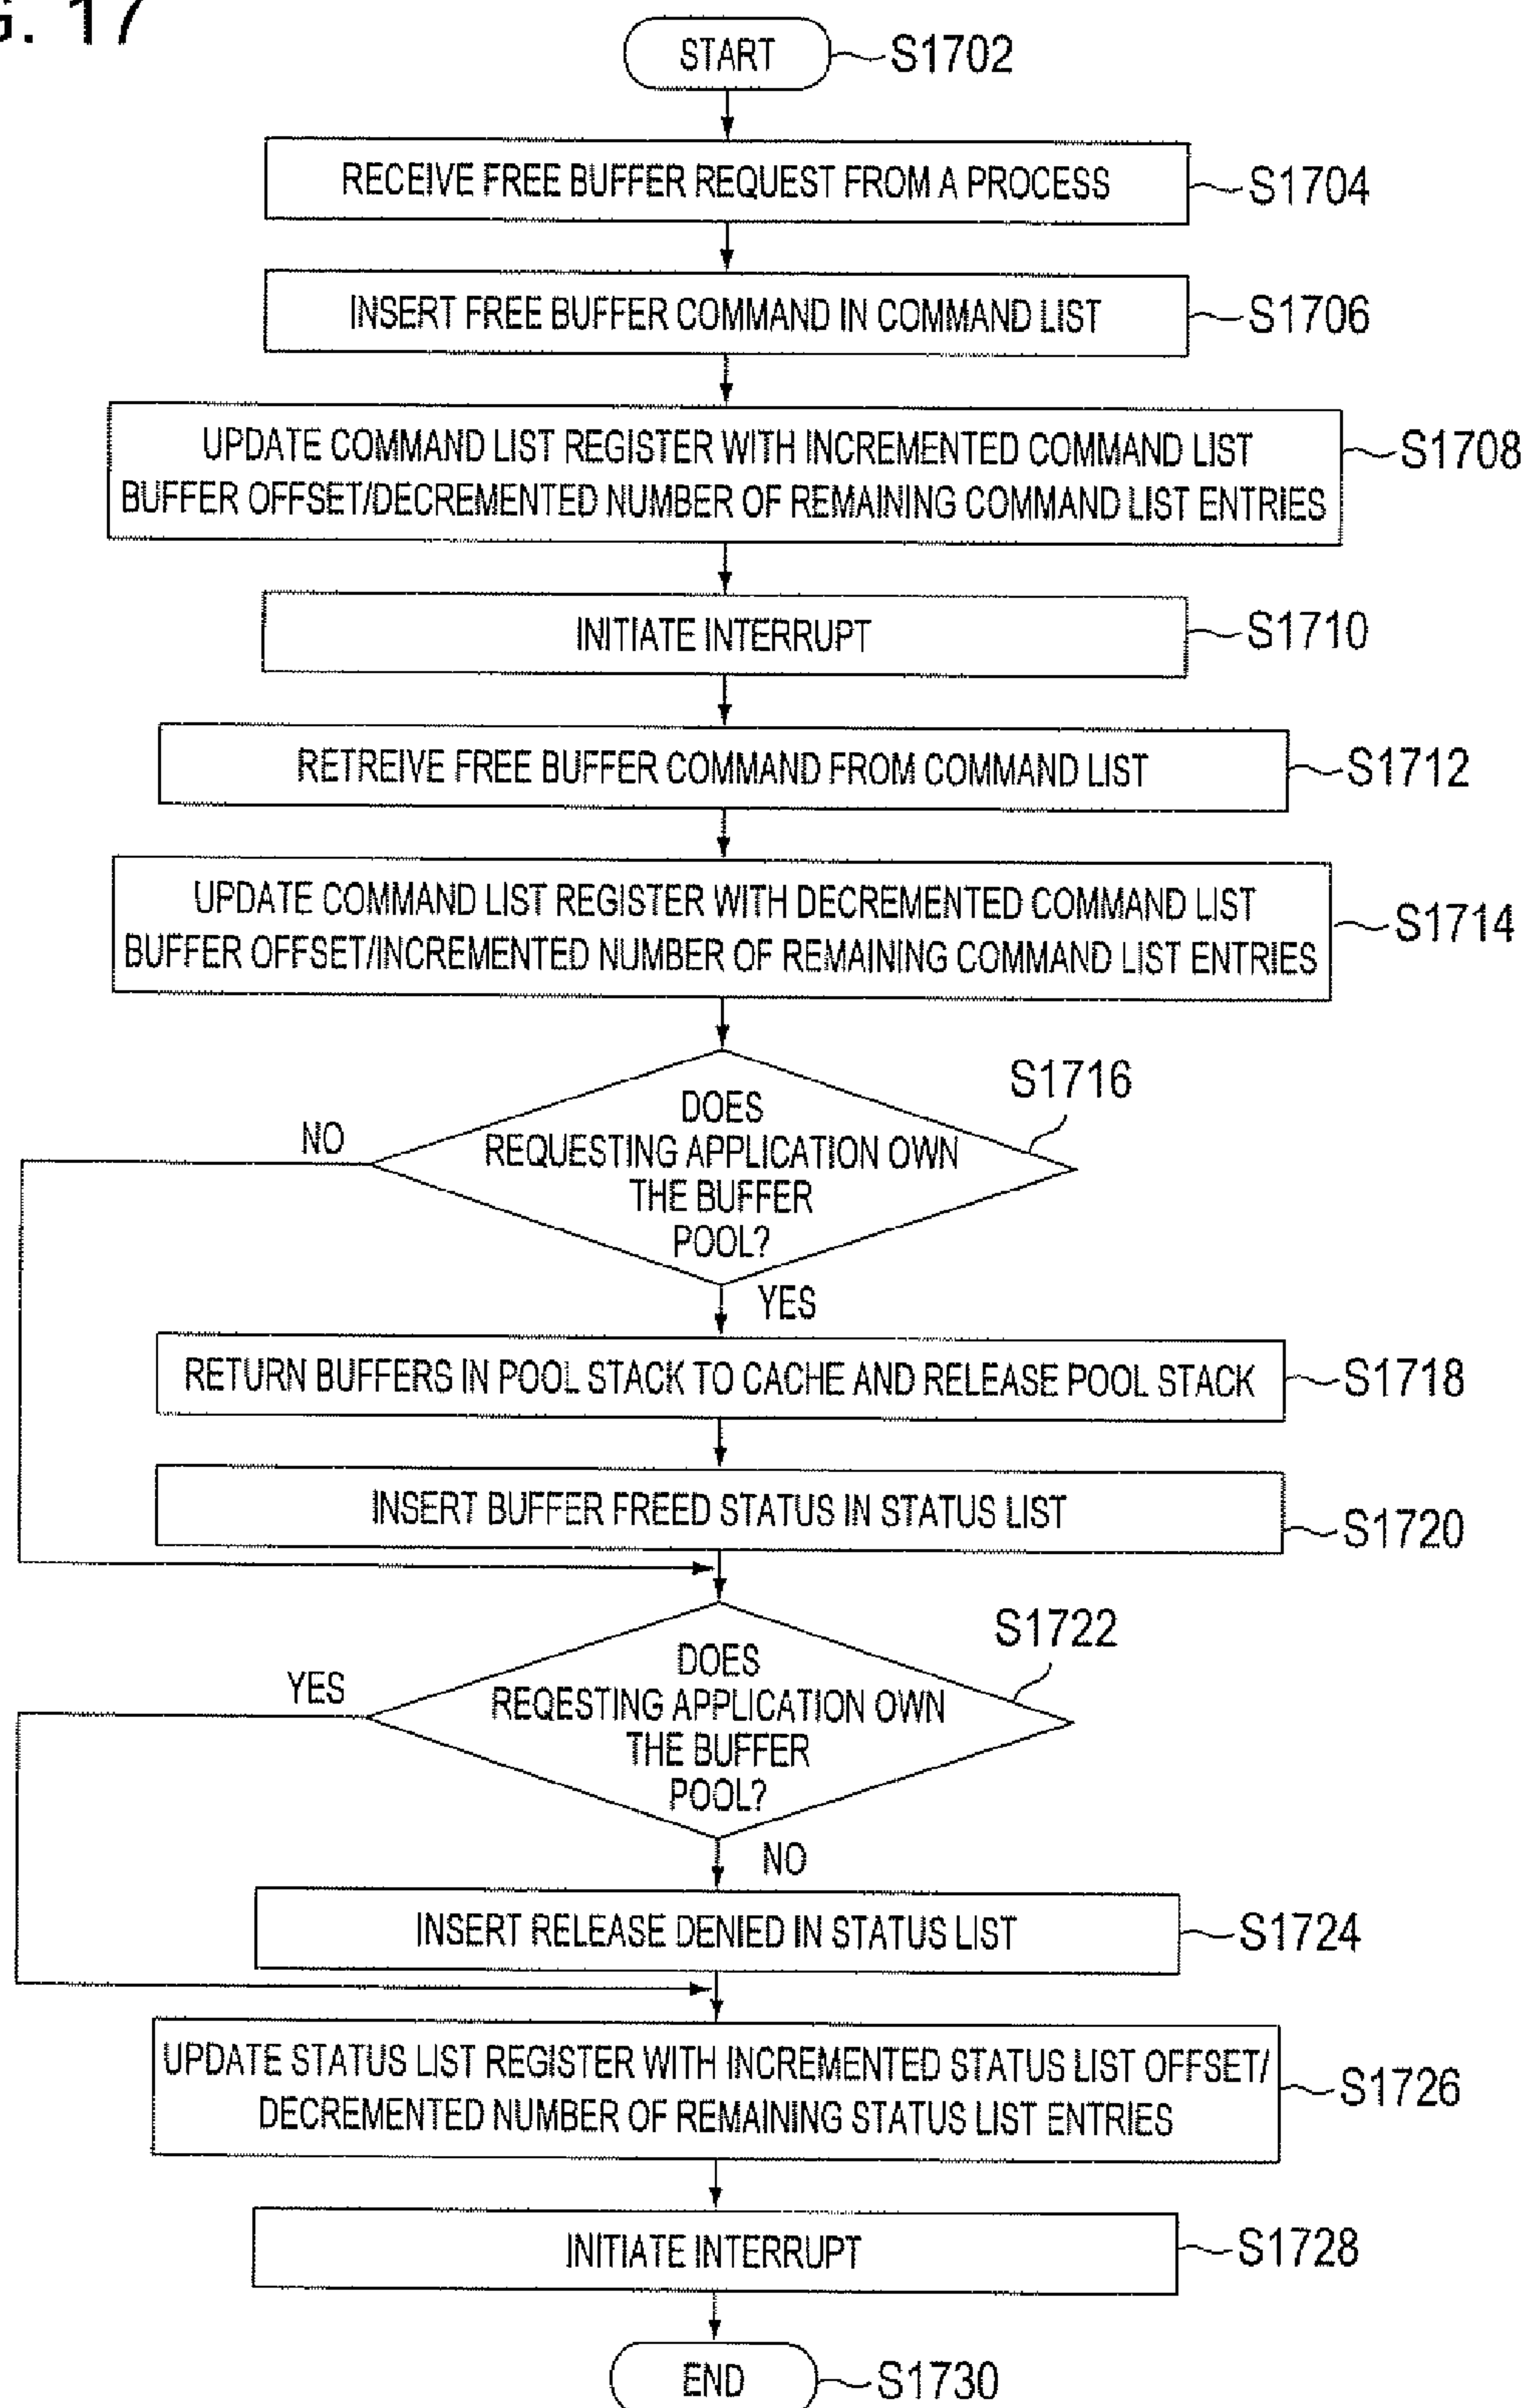 G. 17
START
S1702
RECEIVE FREE BUFFER REQUEST FROM A PROCESS
S1704
INSERT FREE BUFFER COMMAND IN COMMAND LIST
S1706
UPDATE COMMAND LIST REGISTER WITH INCREMENTED COMMAND LIST
BUFFER OFFSET/DECREMENTED NUMBER OF REMAINING COMMAND LIST ENTRIES
S1708
INITIATE INTERRUPT
S1710
RETREIVE FREE BUFFER COMMAND FROM COMMAND LIST
S1712
UPDATE COMMAND LIST REGISTER WITH DECREMENTED COMMAND LIST
BUFFER OFFSET/INCREMENTED NUMBER OF REMAINING COMMAND LIST ENTRIES
S1714
S1716
DOES
REQUESTING APPLICATION OWN
THE BUFFER
POOL?
NO
YES
RETURN BUFFERS IN POOL STACK TO CACHE AND RELEASE POOL STACK
S1718
INSERT BUFFER FREED STATUS IN STATUS LIST
S1720
S1722
DOES
REQESTING APPLICATION OWN
THE BUFFER
POOL?
YES
NO
INSERT RELEASE DENIED IN STATUS LIST
S1724
UPDATE STATUS LIST REGISTER WITH INCREMENTED STATUS LIST OFFSET/
DECREMENTED NUMBER OF REMAINING STATUS LIST ENTRIES
S1726
INITIATE INTERRUPT
S1728
END
S1730